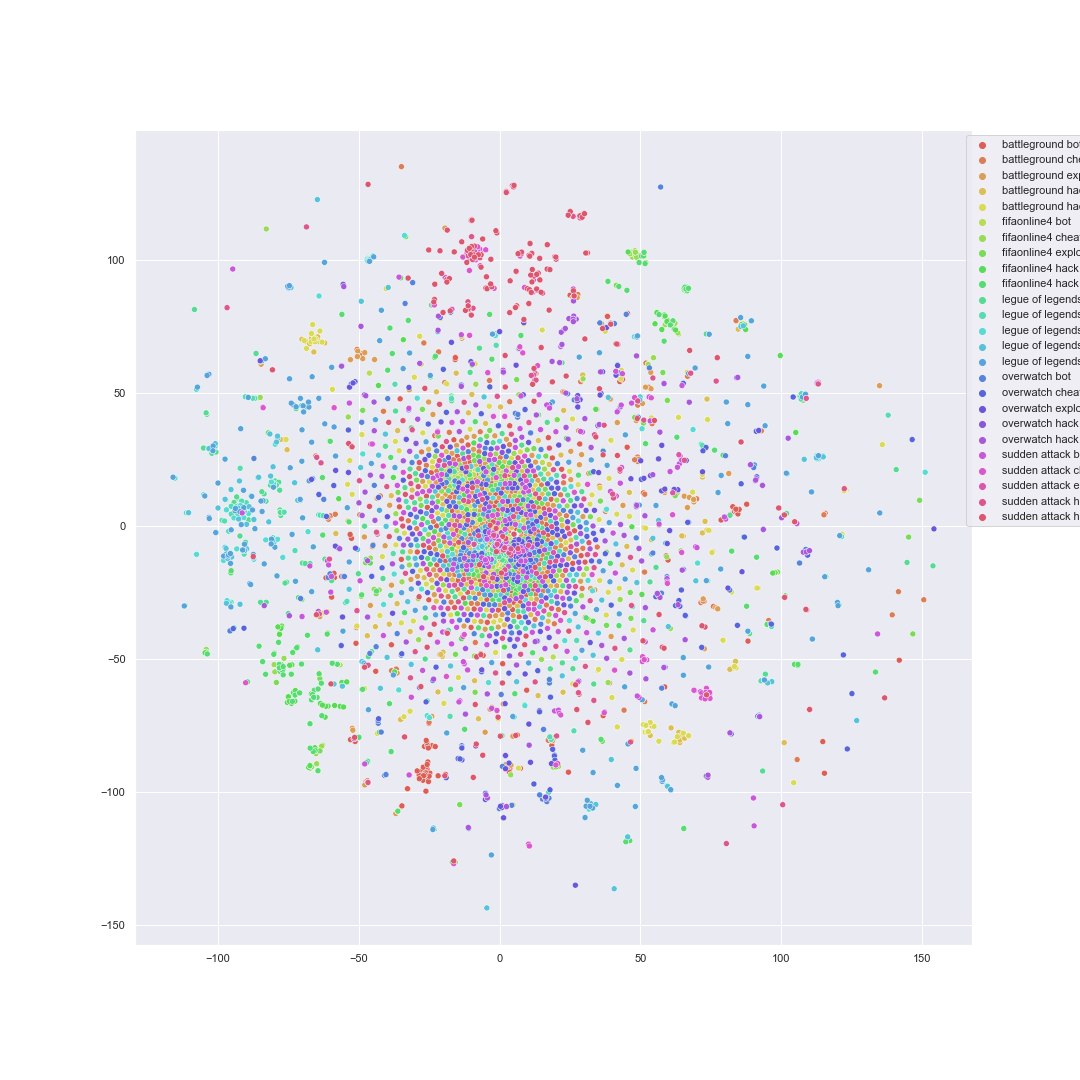 battleground bot
battleground che
battleground exp
battleground hac
battleground hac
fifaonline4 bot
fifaonline4 cheat
fifaonline4 explo
fifaonline4 hack
fifaonline4 hack
legue of legends
legue of legends
legue of legends
legue of legends
legue of legends
overwatch bot
overwatch cheat
overwatch explo
overwatch hack
overwatch hack
sudden attack b
sudden attack cl
sudden attack e
sudden attack h
sudden attack h
100
50
0
−50
−100
−150
−100
−50
0
50
100
150